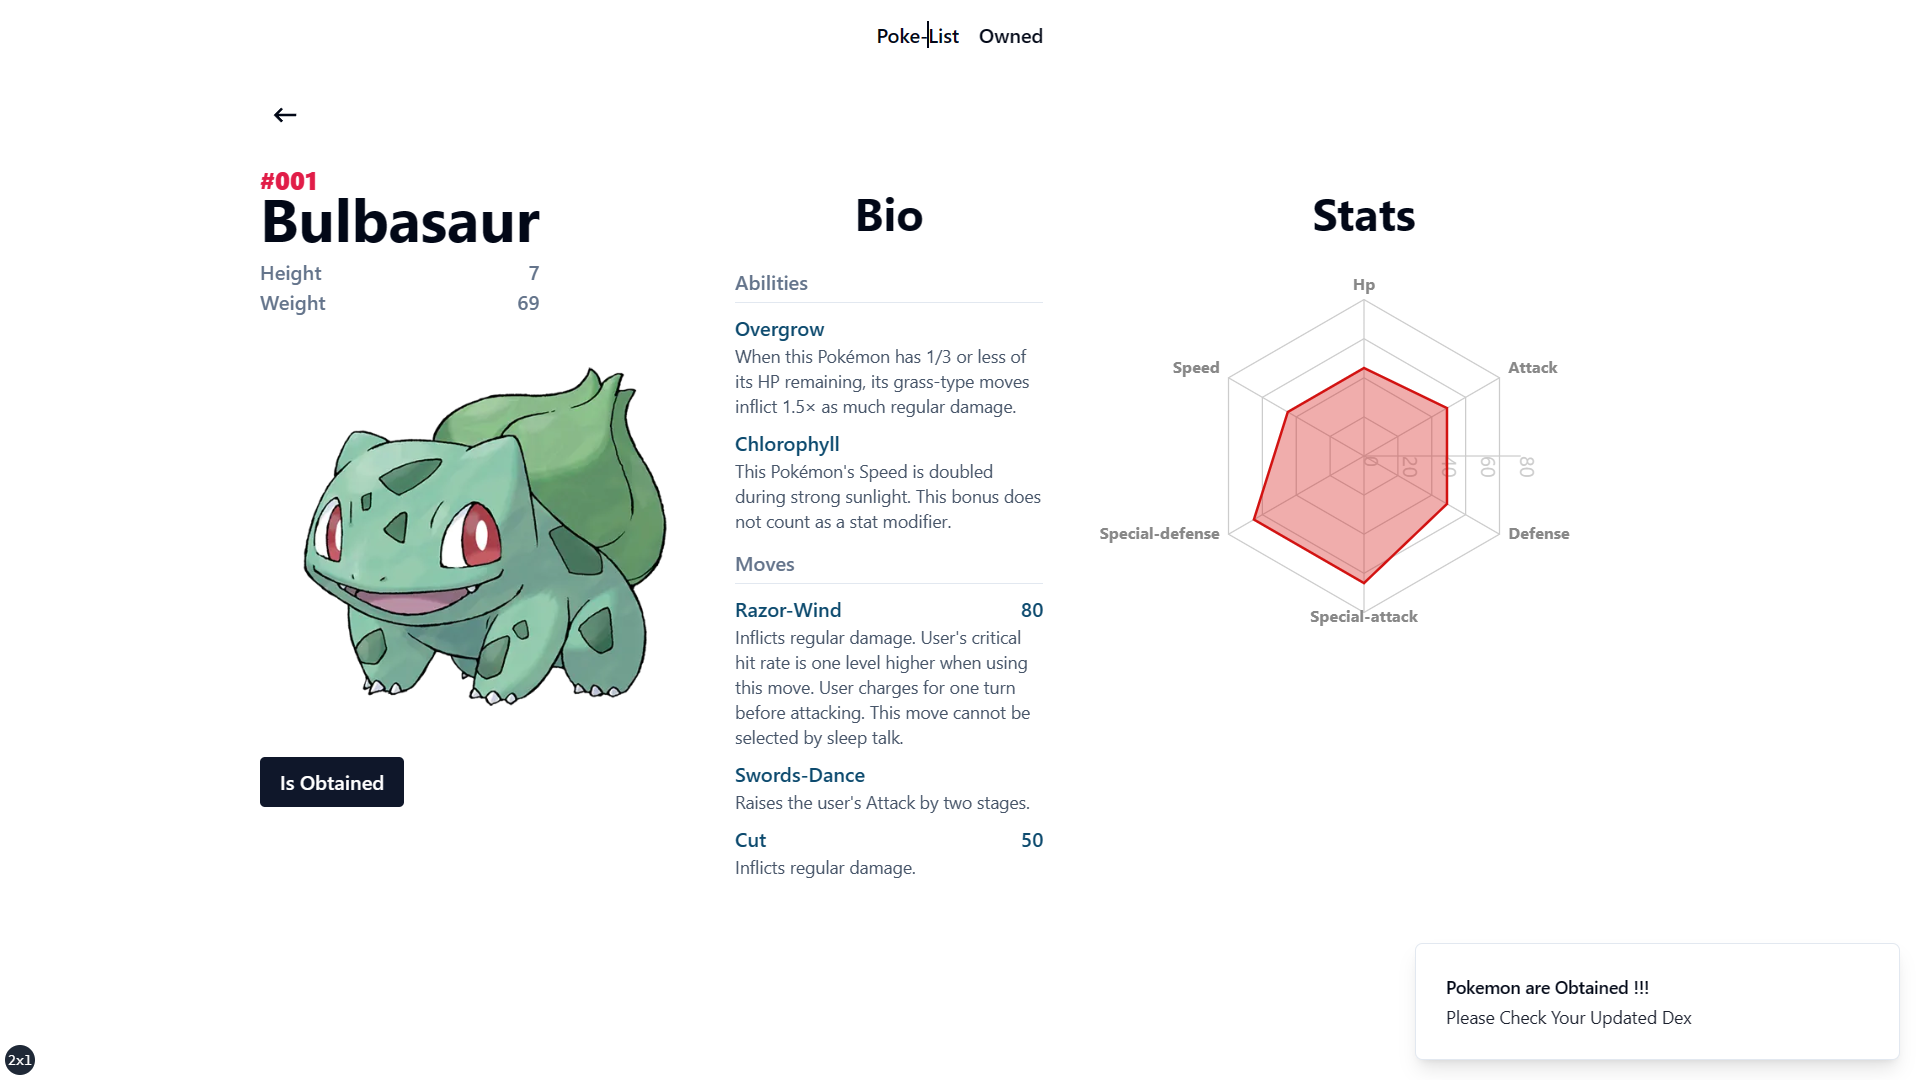 Poke-List Owned
#001
Bulbasaur
Height 7
Weight 69
Is Obtained
Bio
Abilities
Overgrow
When this Pokémon has 1/3 or less of
its HP remaining, its grass-type moves
inflict 1.5× as much regular damage.
Chlorophyll
This Pokémon's Speed is doubled
during strong sunlight. This bonus does
not count as a stat modifier.
Moves
Razor-Wind 80
Inflicts regular damage. User's critical
hit rate is one level higher when using
this move. User charges for one turn
before attacking. This move cannot be
selected by sleep talk.
Swords-Dance
Raises the user's Attack by two stages.
Cut 50
Inflicts regular damage.
Stats
Hp
Speed Attack
0 20 40 60 80
Special-defense Defense
Special-attack
Pokemon are Obtained !!!
Please Check Your Updated Dex
2x1